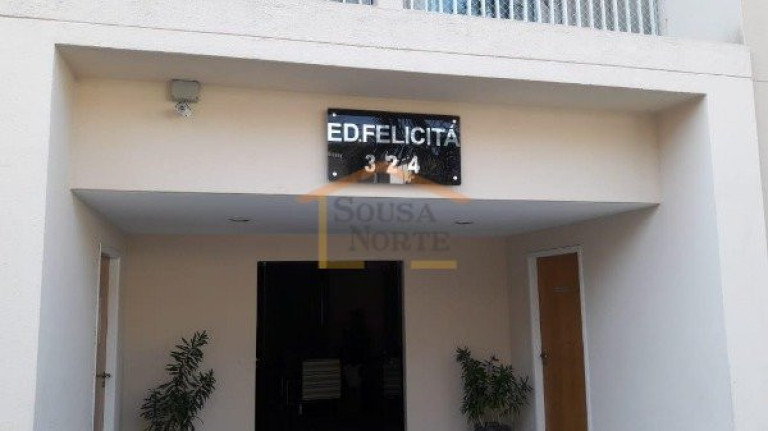 ED.FELICITÁ
324
SOUSA
NORTE